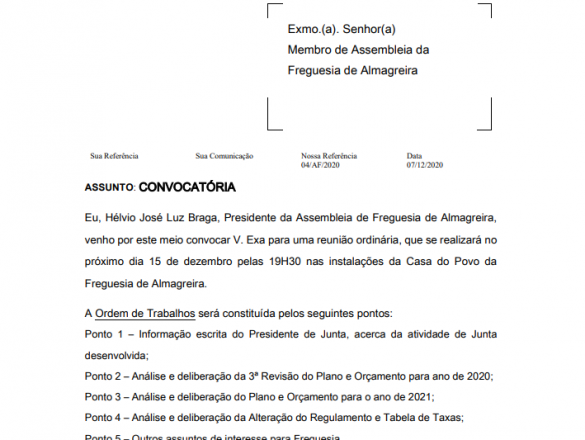 Exmo.(a). Senhor(a)
Membro de Assembleia da
Freguesia de Almagreira
Sua Referência Sua Comunicação Nossa Referência Data
04/AF/2020 07/12/2020
ASSUNTO: CONVOCATÓRIA
Eu, Hélvio José Luz Braga, Presidente da Assembleia de Freguesia de Almagreira,
venho por este meio convocar V. Exa para uma reunião ordinária, que se realizará no
próximo dia 15 de dezembro pelas 19H30 nas instalações da Casa do Povo da
Freguesia de Almagreira.
A Ordem de Trabalhos será constituída pelos seguintes pontos:
Ponto 1 – Informação escrita do Presidente de Junta, acerca da atividade de Junta
desenvolvida;
Ponto 2 – Análise e deliberação da 3ª Revisão do Plano e Orçamento para ano de 2020;
Ponto 3 – Análise e deliberação do Plano e Orçamento para o ano de 2021;
Ponto 4 – Análise e deliberação da Alteração do Regulamento e Tabela de Taxas;
Ponto 5 – Outros assuntos de interesse para Freguesia